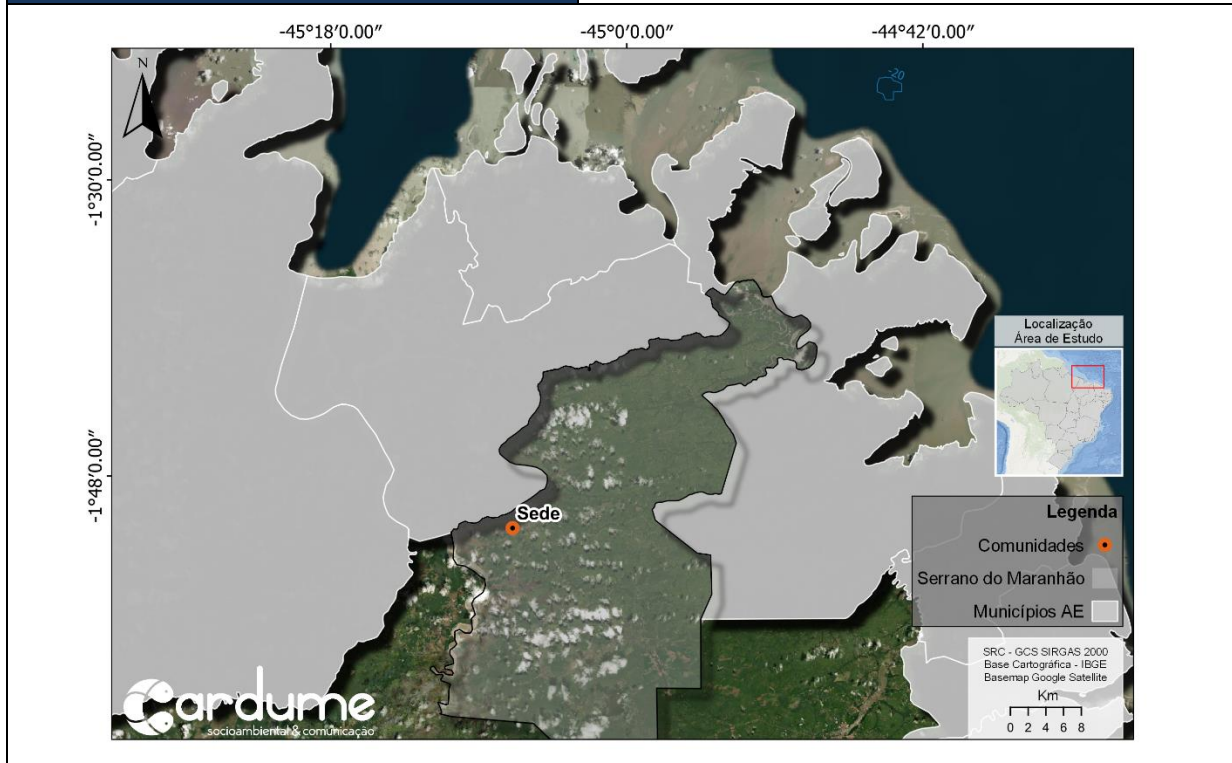 -45°18′0.00″
-45°0′0.00″
-44°42′0.00″
N
-20
-1°30′0.00″
-1°48′0.00″
Sede
Localização
Área de Estudo
Legenda
Comunidades
Serrano do Maranhão
Municípios AE
SRC - GCS SIRGAS 2000
Base Cartográfica - IBGE
Basemap Google Satellite
Km
0 2 4 6 8
Cardume
socioambiental & comunicação